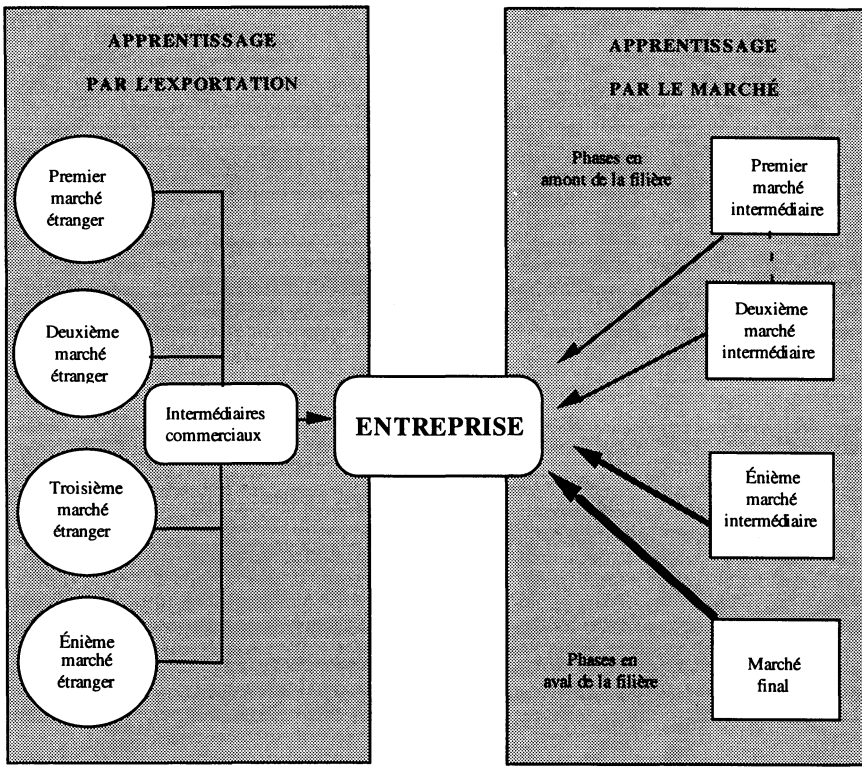 APPRENTISSAGE
PAR L'EXPORTATION
Premier
marché
étranger
Deuxième
marché
étranger
Troisième
marché
étranger
Énième
marché
étranger
Intermédiaires
commerciaux
ENTREPRISE
APPRENTISSAGE
PAR LE MARCHÉ
Phases en
amont de la filière
Premier
marché
intermédiaire
Deuxième
marché
intermédiaire
Énième
marché
intermédiaire
Phases en
aval de la filière
Marché
final